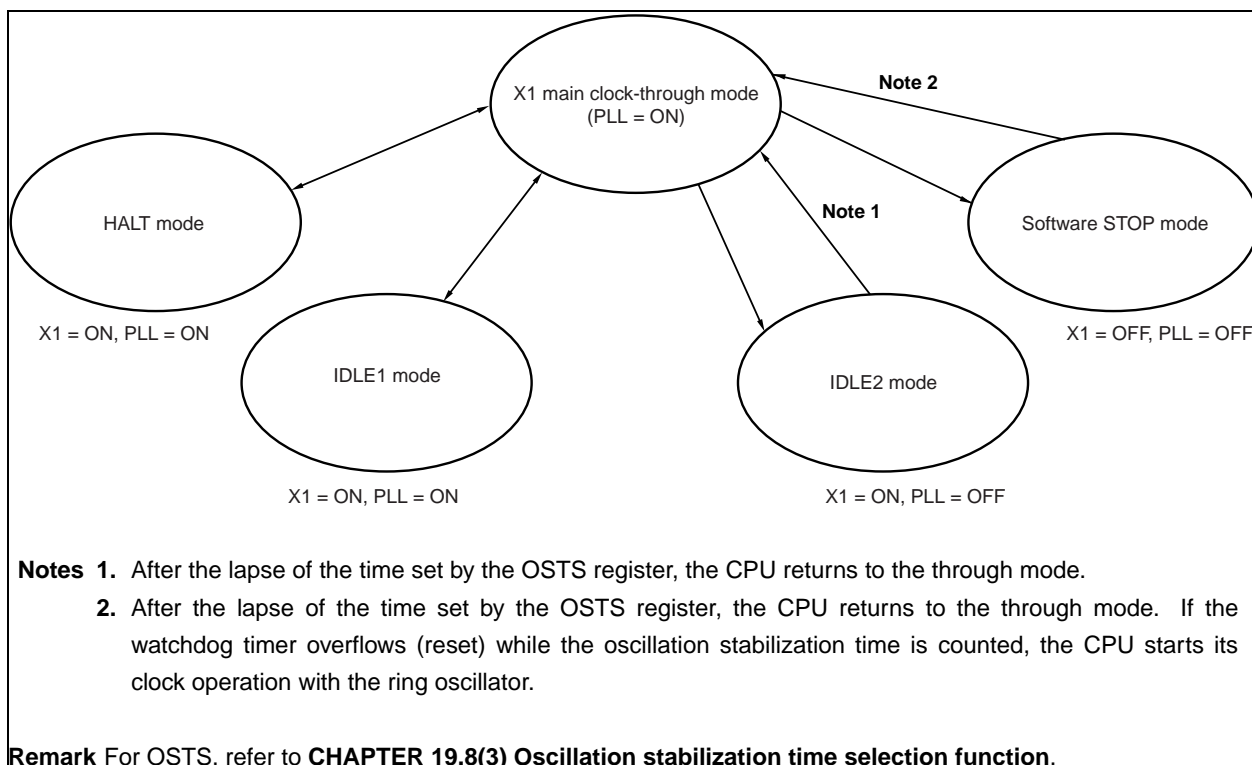 X1 main clock-through mode
(PLL = ON)
Note 2
HALT mode
Note 1
Software STOP mode
X1 = ON, PLL = ON
X1 = OFF, PLL = OFF
IDLE1 mode
IDLE2 mode
X1 = ON, PLL = ON
X1 = ON, PLL = OFF
Notes 1. After the lapse of the time set by the OSTS register, the CPU returns to the through mode.
2. After the lapse of the time set by the OSTS register, the CPU returns to the through mode. If the
watchdog timer overflows (reset) while the oscillation stabilization time is counted, the CPU starts its
clock operation with the ring oscillator.
Remark For OSTS, refer to CHAPTER 19.8(3) Oscillation stabilization time selection function.